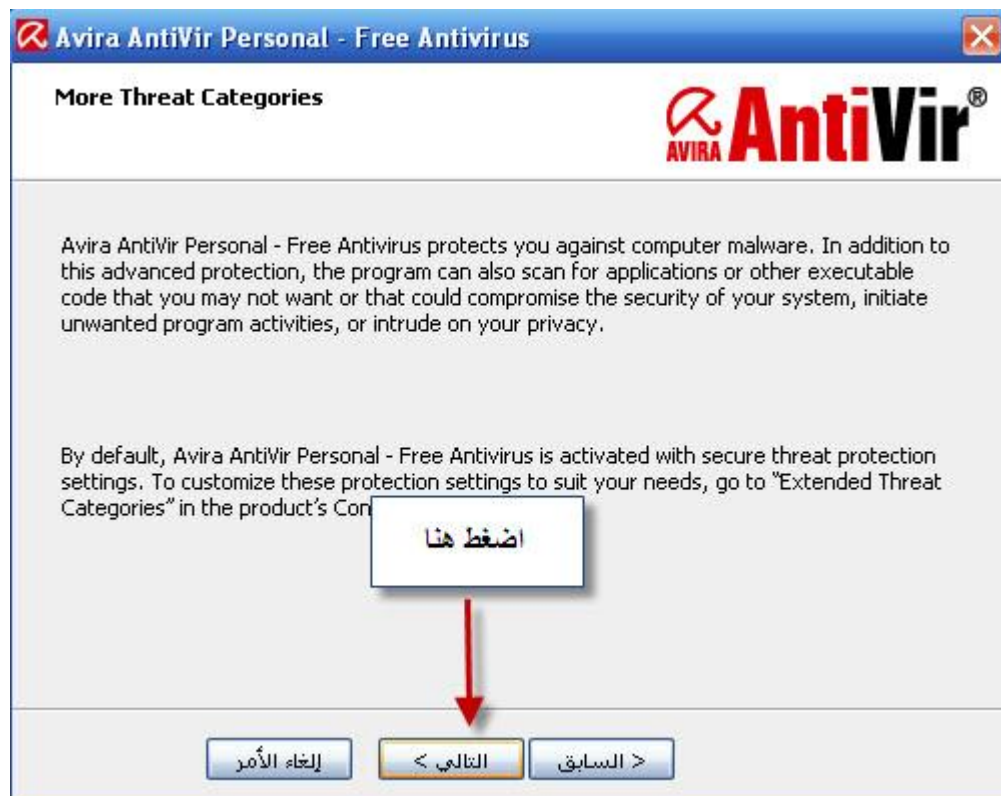 Avira AntiVir Personal - Free Antivirus
More Threat Categories
AVIRA AntiVir®
Avira AntiVir Personal - Free Antivirus protects you against computer malware. In addition to
this advanced protection, the program can also scan for applications or other executable
code that you may not want or that could compromise the security of your system, initiate
unwanted program activities, or intrude on your privacy.
By default, Avira AntiVir Personal - Free Antivirus is activated with secure threat protection
settings. To customize these protection settings to suit your needs, go to "Extended Threat
Categories" in the product's
اضغط هنا
< السابق
التالي >
إلغاء الأمر